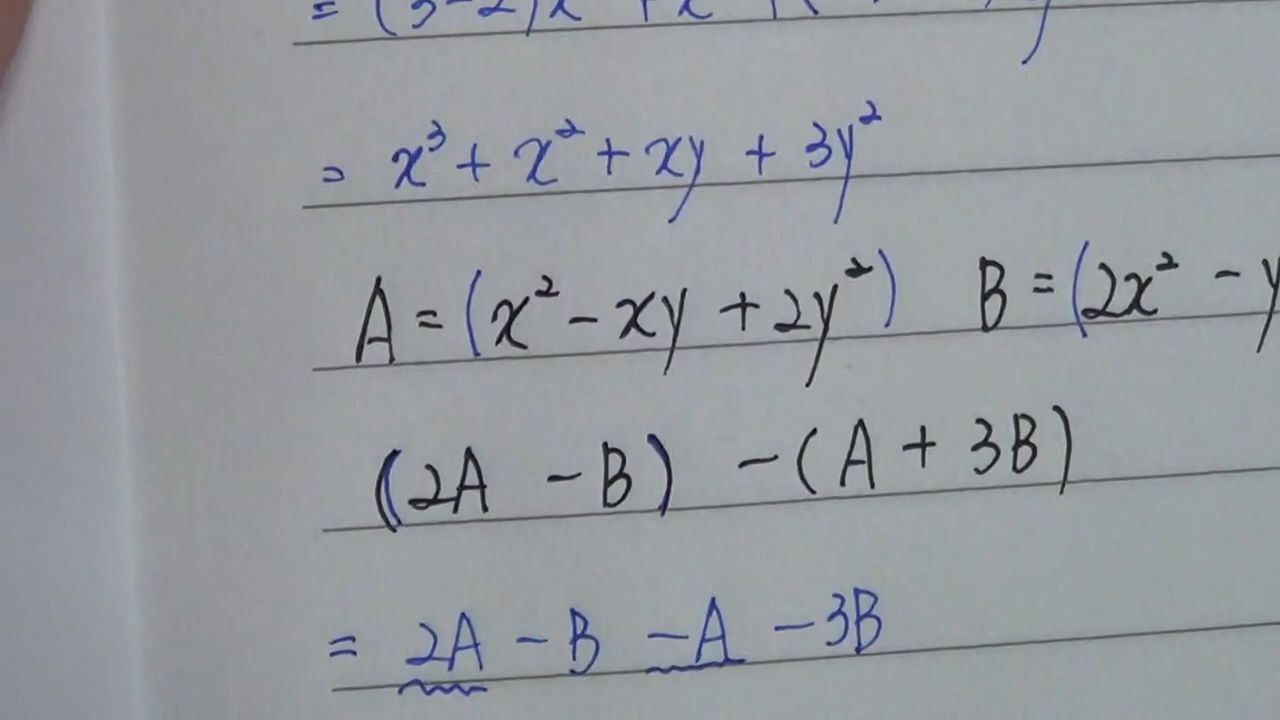 = x³ + x² + xy + 3y²
A = (x² - xy + 2y²) B = (2x² - y
(2A - B) - (A + 3B)
= 2A - B - A - 3B